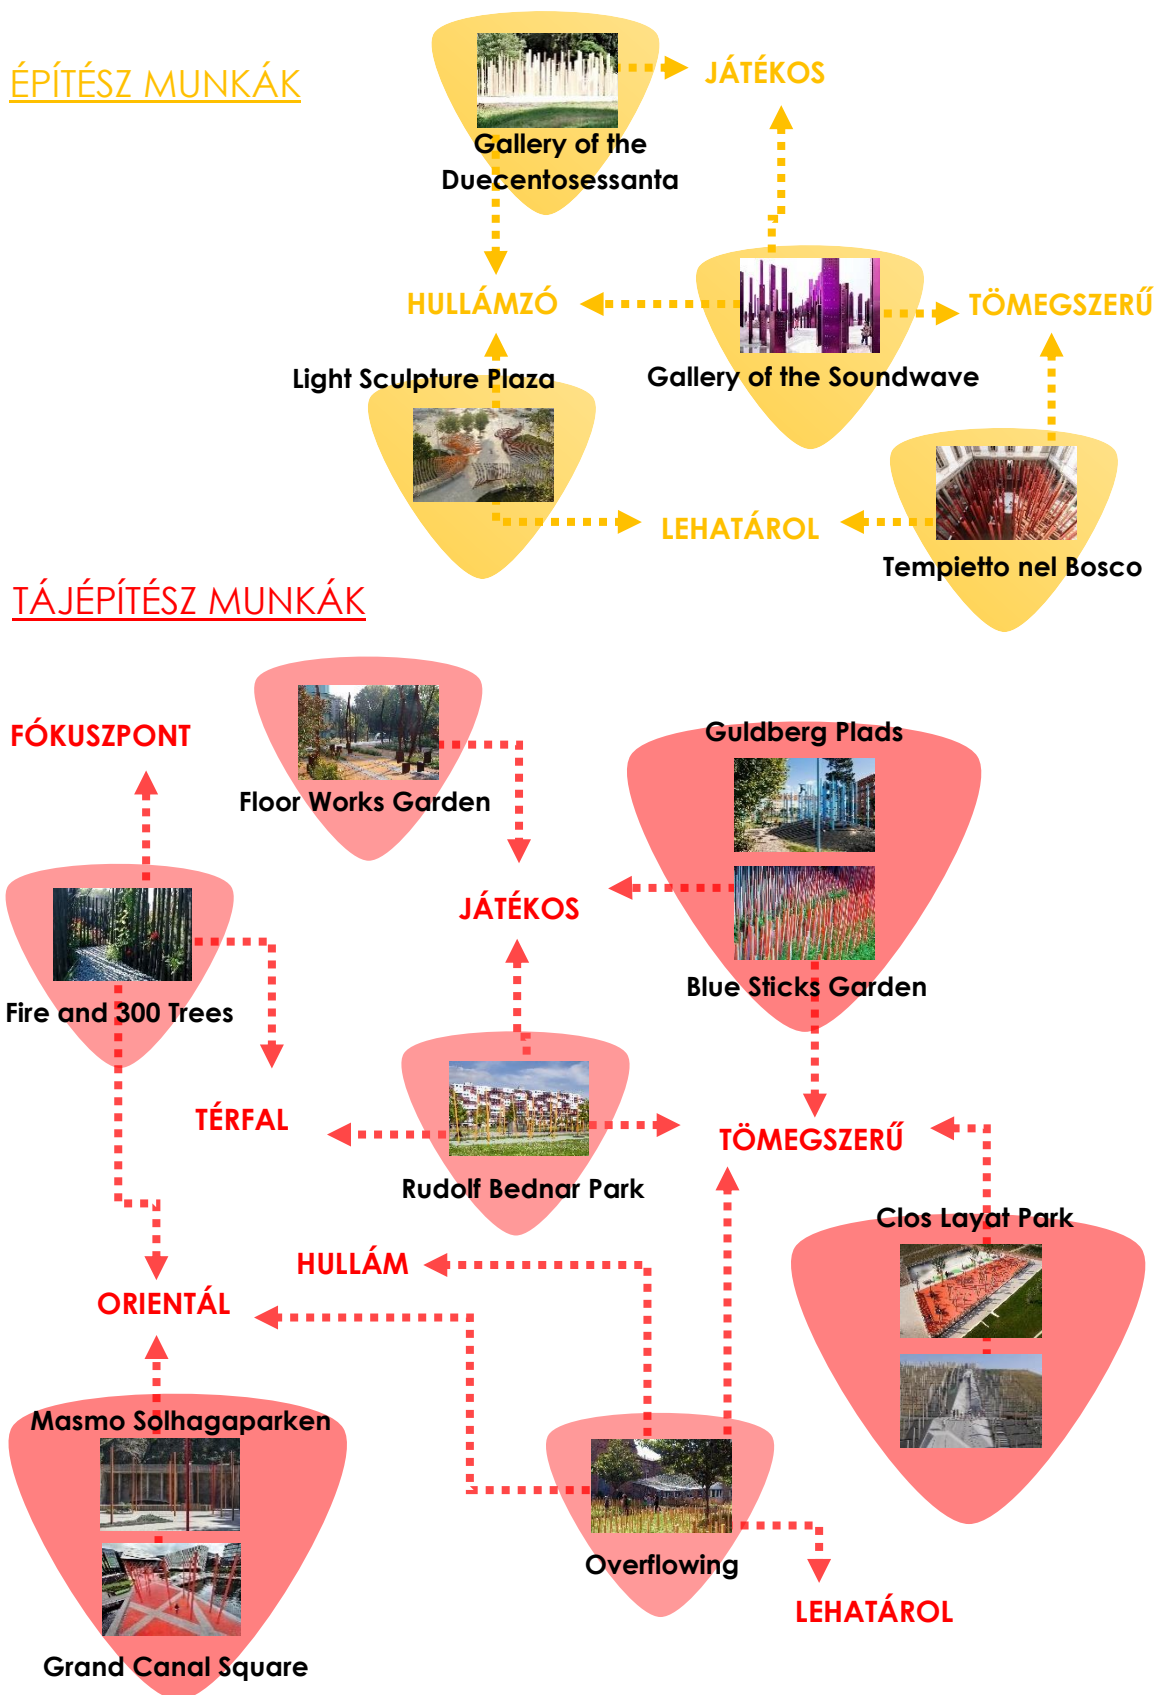 ÉPÍTÉSZ MUNKÁK
JÁTÉKOS
Gallery of the
Duecentosessanta
HULLÁMZÓ
TÖMEGSZERŰ
Light Sculpture Plaza
Gallery of the Soundwave
LEHATÁROL
Tempietto nel Bosco
TÁJÉPÍTÉSZ MUNKÁK
FÓKUSZPONT
Guldberg Plads
Floor Works Garden
JÁTÉKOS
Blue Sticks Garden
Fire and 300 Trees
TÉRFAL
TÖMEGSZERŰ
Rudolf Bednar Park
Clos Layat Park
HULLÁM
ORIENTÁL
Masmo Solhagaparken
Overflowing
LEHATÁROL
Grand Canal Square